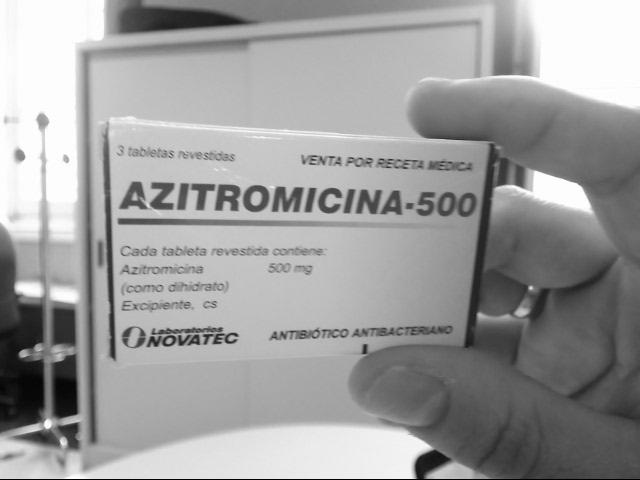 3 tabletas revestidas
VENTA POR RECETA MÉDICA
AZITROMICINA-500
Cada tableta revestida contiene:
Azitromicina 500 mg
(como dihidrato)
Excipiente, cs
Laboratorios
NOVATEC
ANTIBIÓTICO ANTIBACTERIANO